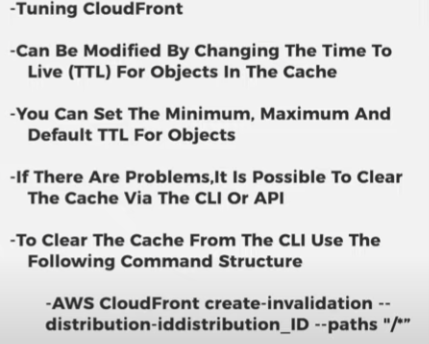 -Tuning CloudFront
-Can Be Modified By Changing The Time To
Live (TTL) For Objects In The Cache
-You Can Set The Minimum, Maximum And
Default TTL For Objects
-If There Are Problems,It Is Possible To Clear
The Cache Via The CLI Or API
-To Clear The Cache From The CLI Use The
Following Command Structure
-AWS CloudFront create-invalidation --
distribution-iddistribution_ID --paths "/*”